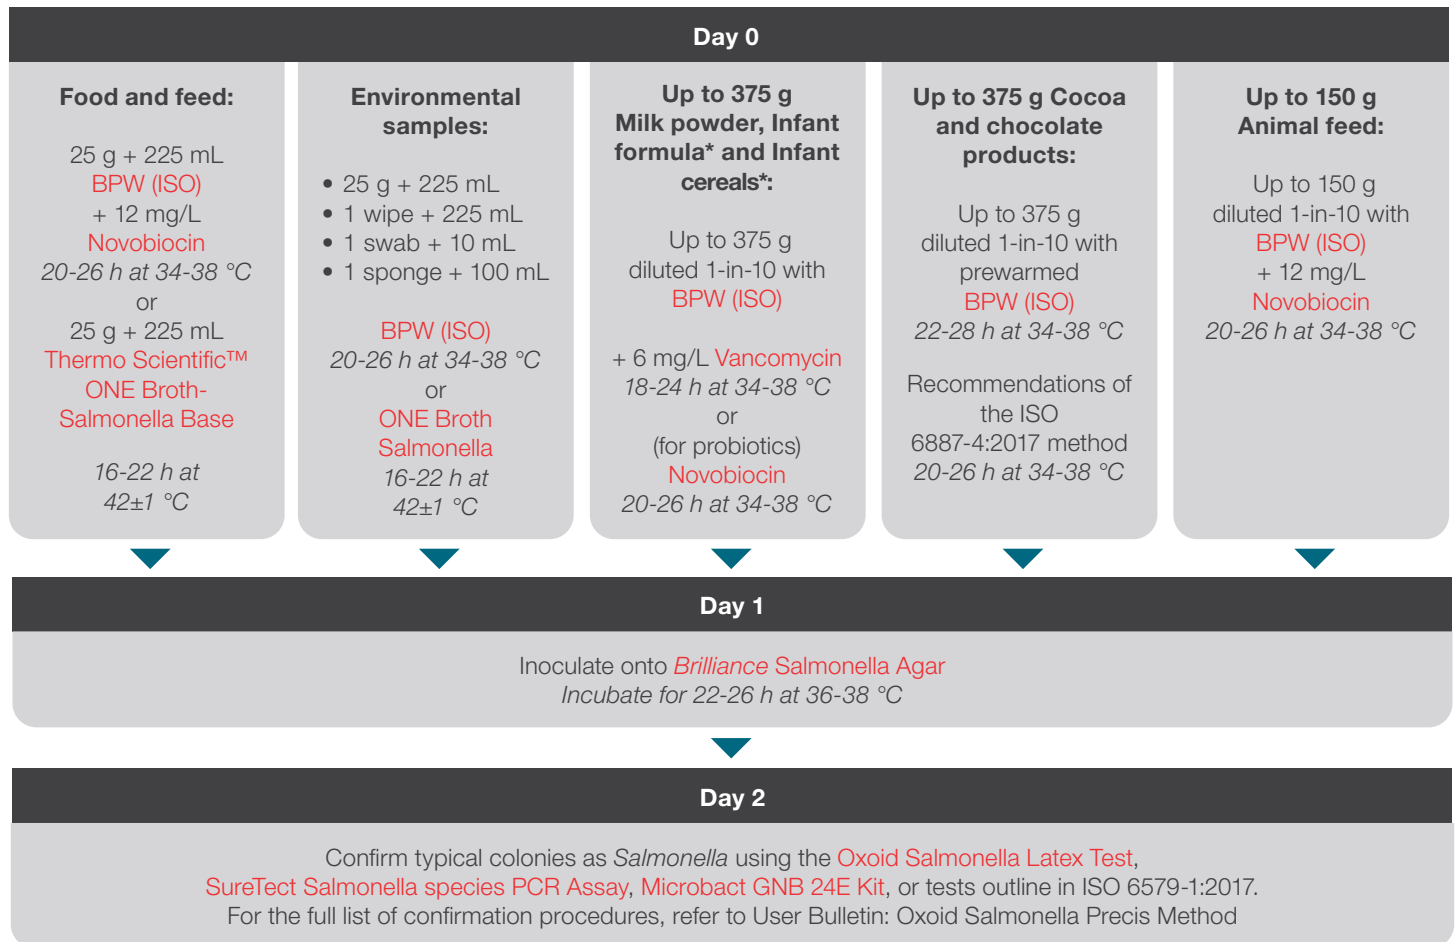 Day 0
Food and feed:
25 g + 225 mL
BPW (ISO)
+ 12 mg/L
Novobiocin
20-26 h at 34-38 °C
or
25 g + 225 mL
Thermo Scientific™
ONE Broth-
Salmonella Base
16-22 h at
42±1 °C
Environmental
samples:
• 25 g + 225 mL
• 1 wipe + 225 mL
• 1 swab + 10 mL
• 1 sponge + 100 mL
BPW (ISO)
20-26 h at 34-38 °C
or
ONE Broth
Salmonella
16-22 h at
42±1 °C
Up to 375 g
Milk powder, Infant
formula* and Infant
cereals*:
Up to 375 g
diluted 1-in-10 with
BPW (ISO)
+ 6 mg/L Vancomycin
18-24 h at 34-38 °C
or
(for probiotics)
Novobiocin
20-26 h at 34-38 °C
Up to 375 g Cocoa
and chocolate
products:
Up to 375 g
diluted 1-in-10 with
prewarmed
BPW (ISO)
22-28 h at 34-38 °C
Recommendations of
the ISO
6887-4:2017 method
20-26 h at 34-38 °C
Up to 150 g
Animal feed:
Up to 150 g
diluted 1-in-10 with
BPW (ISO)
+ 12 mg/L
Novobiocin
20-26 h at 34-38 °C
Day 1
Inoculate onto Brilliance Salmonella Agar
Incubate for 22-26 h at 36-38 °C
Day 2
Confirm typical colonies as Salmonella using the Oxoid Salmonella Latex Test,
SureTect Salmonella species PCR Assay, Microbact GNB 24E Kit, or tests outline in ISO 6579-1:2017.
For the full list of confirmation procedures, refer to User Bulletin: Oxoid Salmonella Precis Method